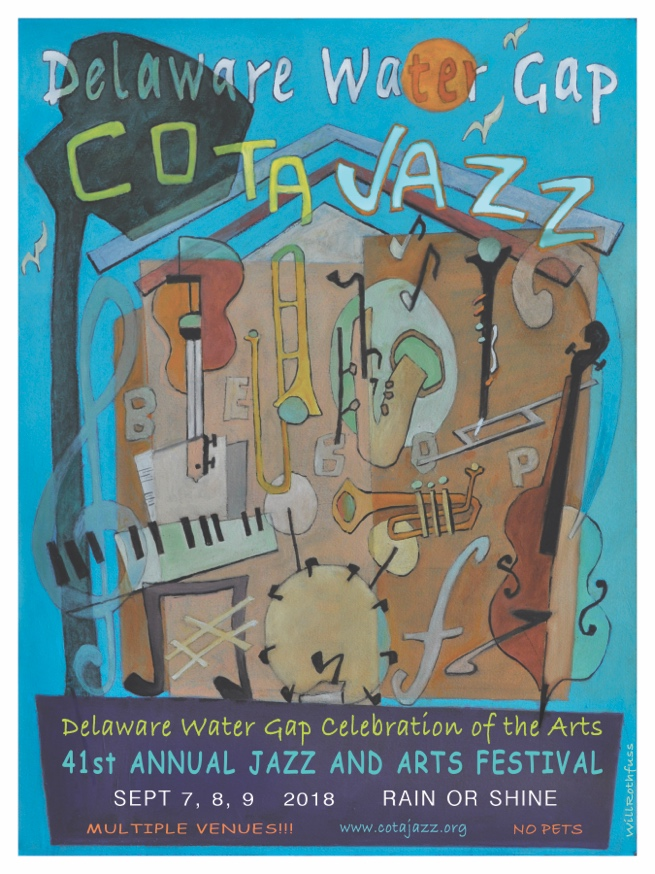 Delaware Water Gap
COTA JAZZ
BEBOP
Delaware Water Gap Celebration of the Arts
41st ANNUAL JAZZ AND ARTS FESTIVAL
SEPT 7, 8, 9 2018 RAIN OR SHINE
MULTIPLE VENUES!!! www.cotajazz.org NO PETS
WillRothfuss